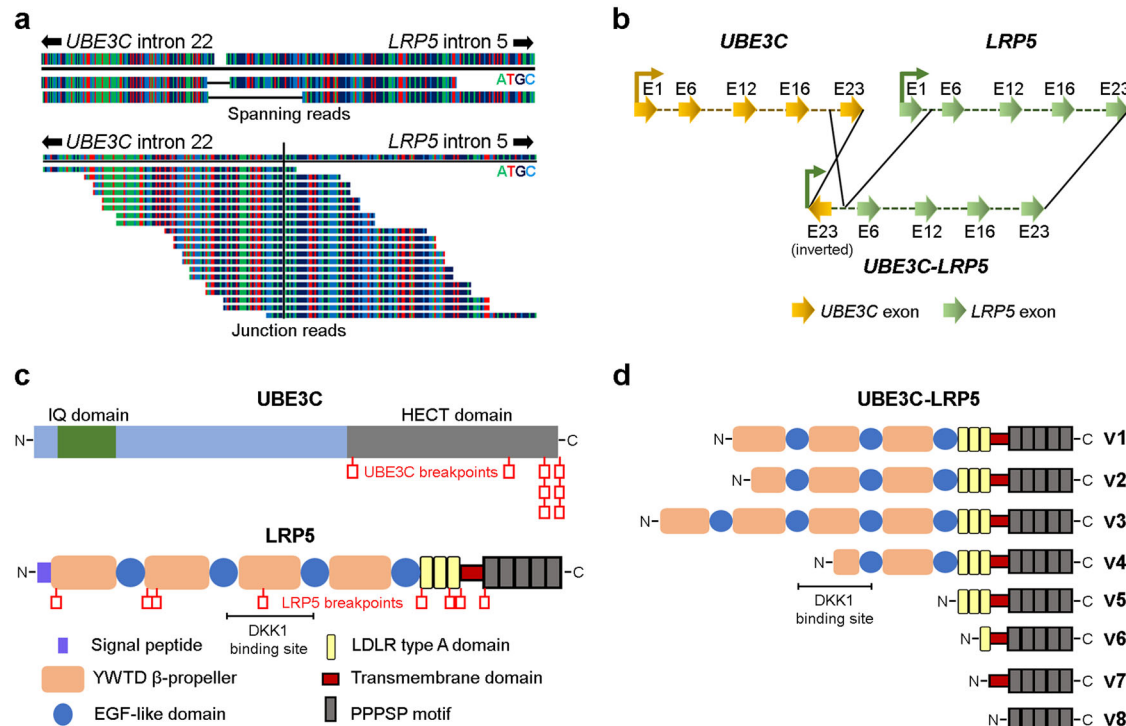 a
UBE3C intron 22 LRP5 intron 5
ATGC
Spanning reads
UBE3C intron 22 LRP5 intron 5
ATGC
Junction reads
b
UBE3C LRP5
E1 E6 E12 E16 E23 E1 E6 E12 E16 E23
E23 E6 E12 E16 E23
(inverted)
UBE3C-LRP5
UBE3C exon LRP5 exon
c
UBE3C
IQ domain HECT domain
N- -C
UBE3C breakpoints
LRP5
N- -C
LRP5 breakpoints
DKK1
binding site
Signal peptide LDLR type A domain
YWTD β-propeller Transmembrane domain
EGF-like domain PPPSP motif
d
UBE3C-LRP5
N- -C v1
N- -C v2
N- -C v3
N- -C v4
DKK1
binding site
N- -C v5
N- -C v6
N- -C v7
N- -C v8